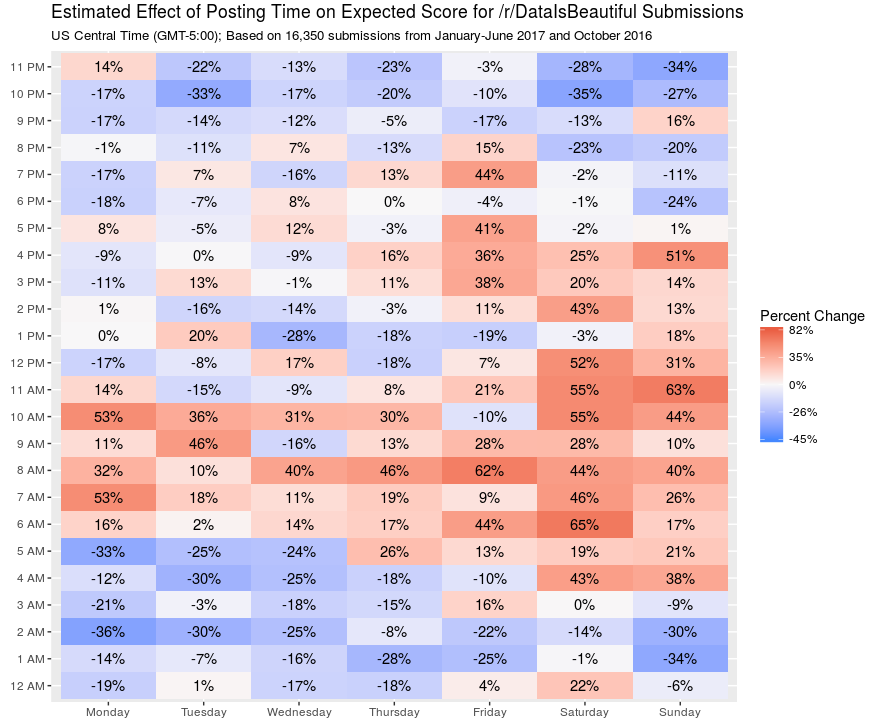 Estimated Effect of Posting Time on Expected Score for /r/DataIsBeautiful Submissions
US Central Time (GMT-5:00); Based on 16,350 submissions from January-June 2017 and October 2016
11 PM 14% -22% -13% -23% -3% -28% -34%
10 PM -17% -33% -17% -20% -10% -35% -27%
9 PM -17% -14% -12% -5% -17% -13% 16%
8 PM -1% -11% 7% -13% 15% -23% -20%
7 PM -17% 7% -16% 13% 44% -2% -11%
6 PM -18% -7% 8% 0% -4% -1% -24%
5 PM 8% -5% 12% -3% 41% -2% 1%
4 PM -9% 0% -9% 16% 36% 25% 51%
3 PM -11% 13% -1% 11% 38% 20% 14%
2 PM 1% -16% -14% -3% 11% 43% 13%
1 PM 0% 20% -28% -18% -19% -3% 18%
12 PM -17% -8% 17% -18% 7% 52% 31%
11 AM 14% -15% -9% 8% 21% 55% 63%
10 AM 53% 36% 31% 30% -10% 55% 44%
9 AM 11% 46% -16% 13% 28% 28% 10%
8 AM 32% 10% 40% 46% 62% 44% 40%
7 AM 53% 18% 11% 19% 9% 46% 26%
6 AM 16% 2% 14% 17% 44% 65% 17%
5 AM -33% -25% -24% 26% 13% 19% 21%
4 AM -12% -30% -25% -18% -10% 43% 38%
3 AM -21% -3% -18% -15% 16% 0% -9%
2 AM -36% -30% -25% -8% -22% -14% -30%
1 AM -14% -7% -16% -28% -25% -1% -34%
12 AM -19% 1% -17% -18% 4% 22% -6%
Monday Tuesday Wednesday Thursday Friday Saturday Sunday
Percent Change
82%
35%
0%
-26%
-45%